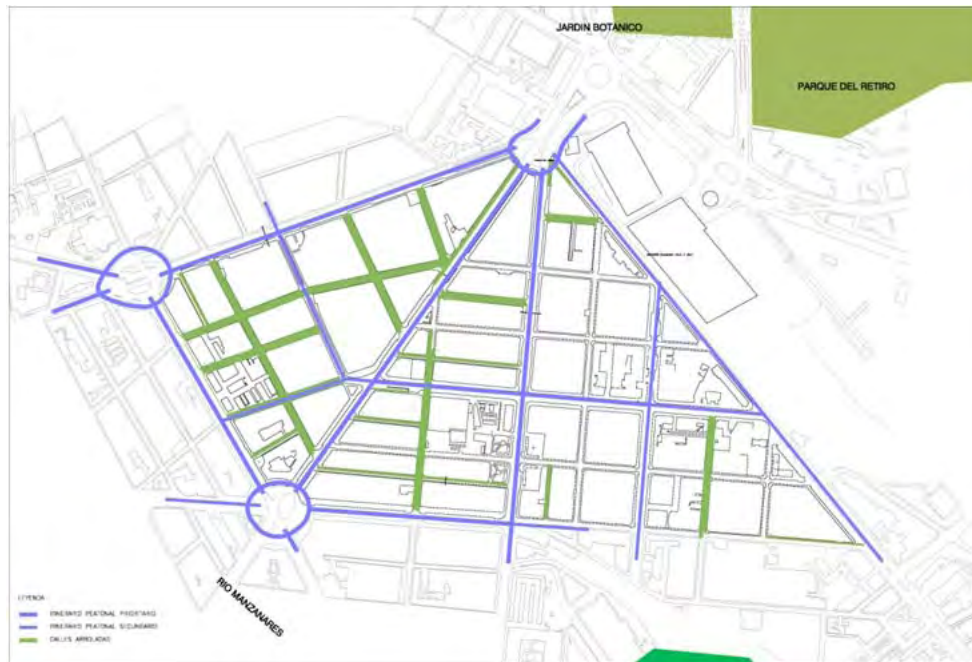 JARDIN BOTANICO
PARQUE DEL RETIRO
RIO MANZANARES
LEYENDA
ITINERARIO PEATONAL PRIORITARIO
ITINERARIO PEATONAL SECUNDARIO
CALLES ARBOLADAS